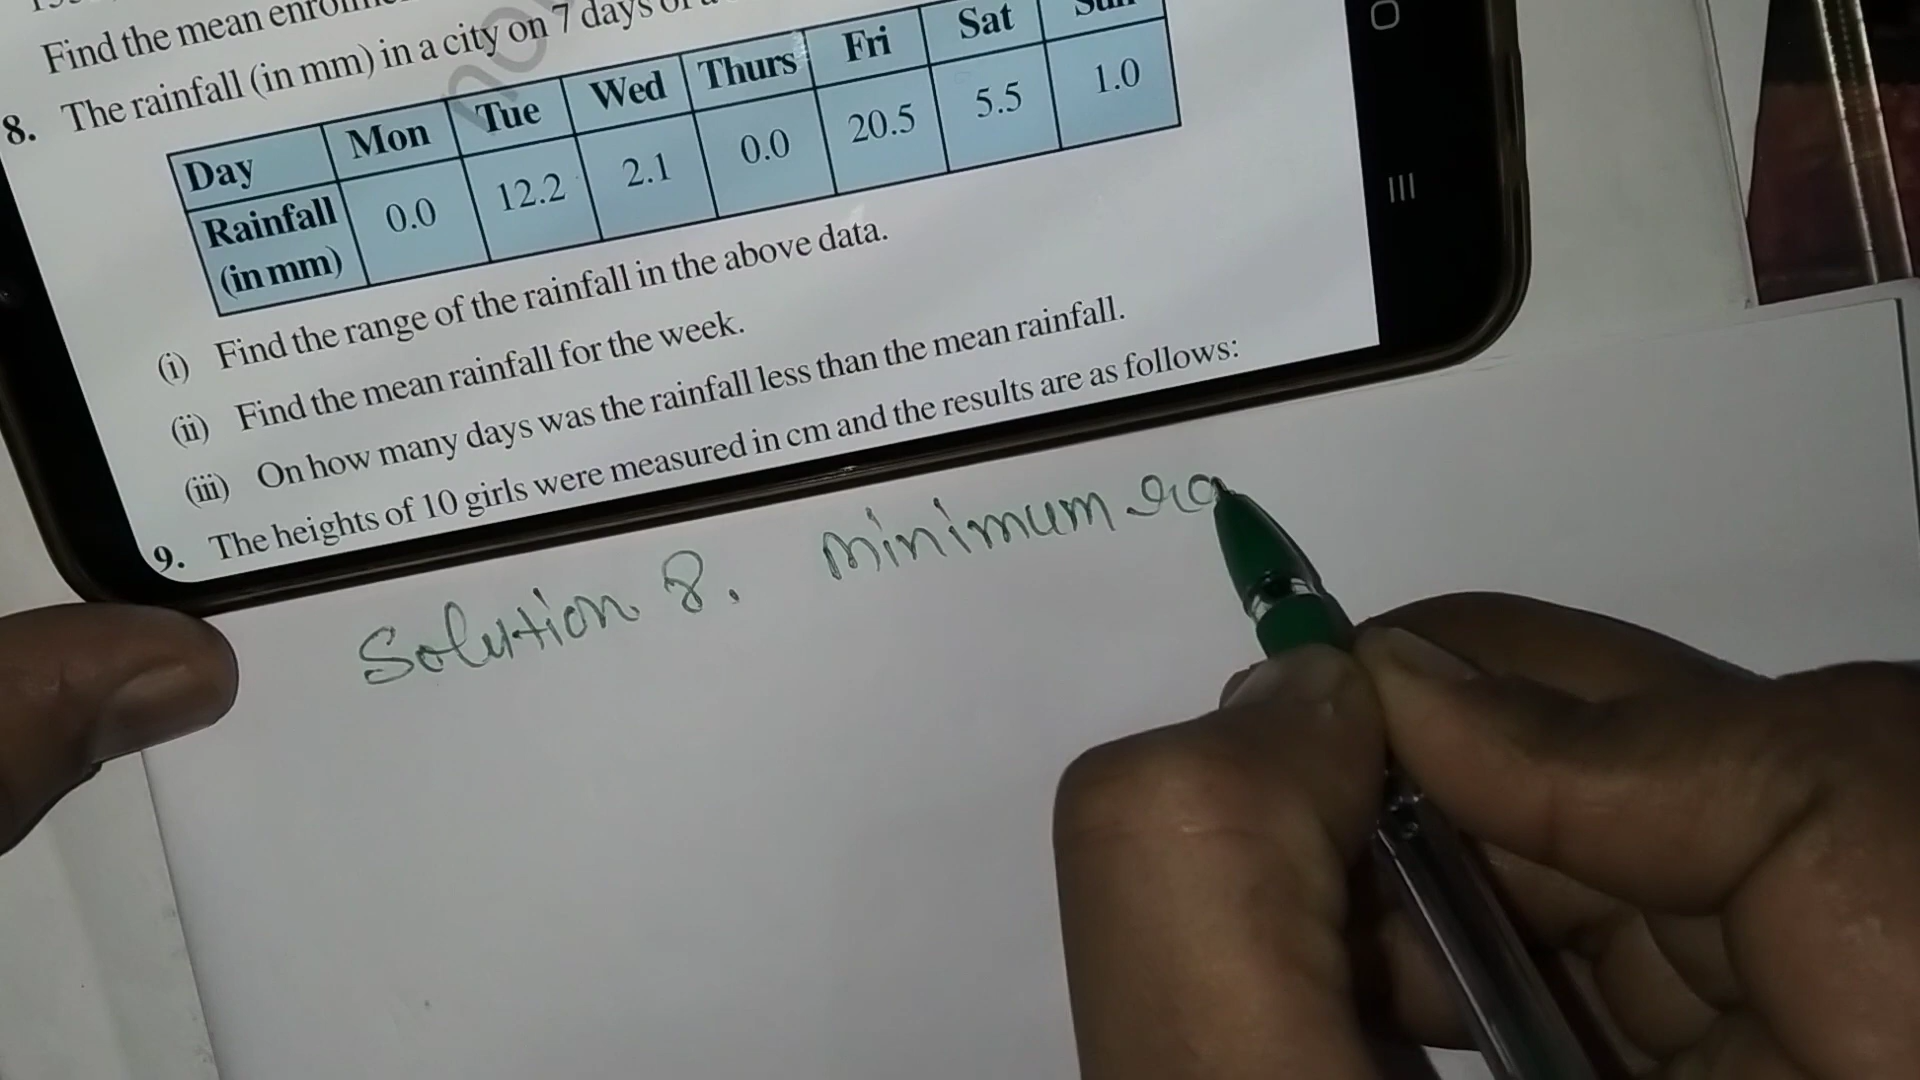 Find the mean
8. The rainfall (in mm) in a city on 7 days of a
Day Mon Tue Wed Thurs Fri Sat Sun
Rainfall (in mm) 0.0 12.2 2.1 0.0 20.5 5.5 1.0
(i) Find the range of the rainfall in the above data.
(ii) Find the mean rainfall for the week.
(iii) On how many days was the rainfall less than the mean rainfall.
9. The heights of 10 girls were measured in cm and the results are as follows:
Solution 8. minimum ra